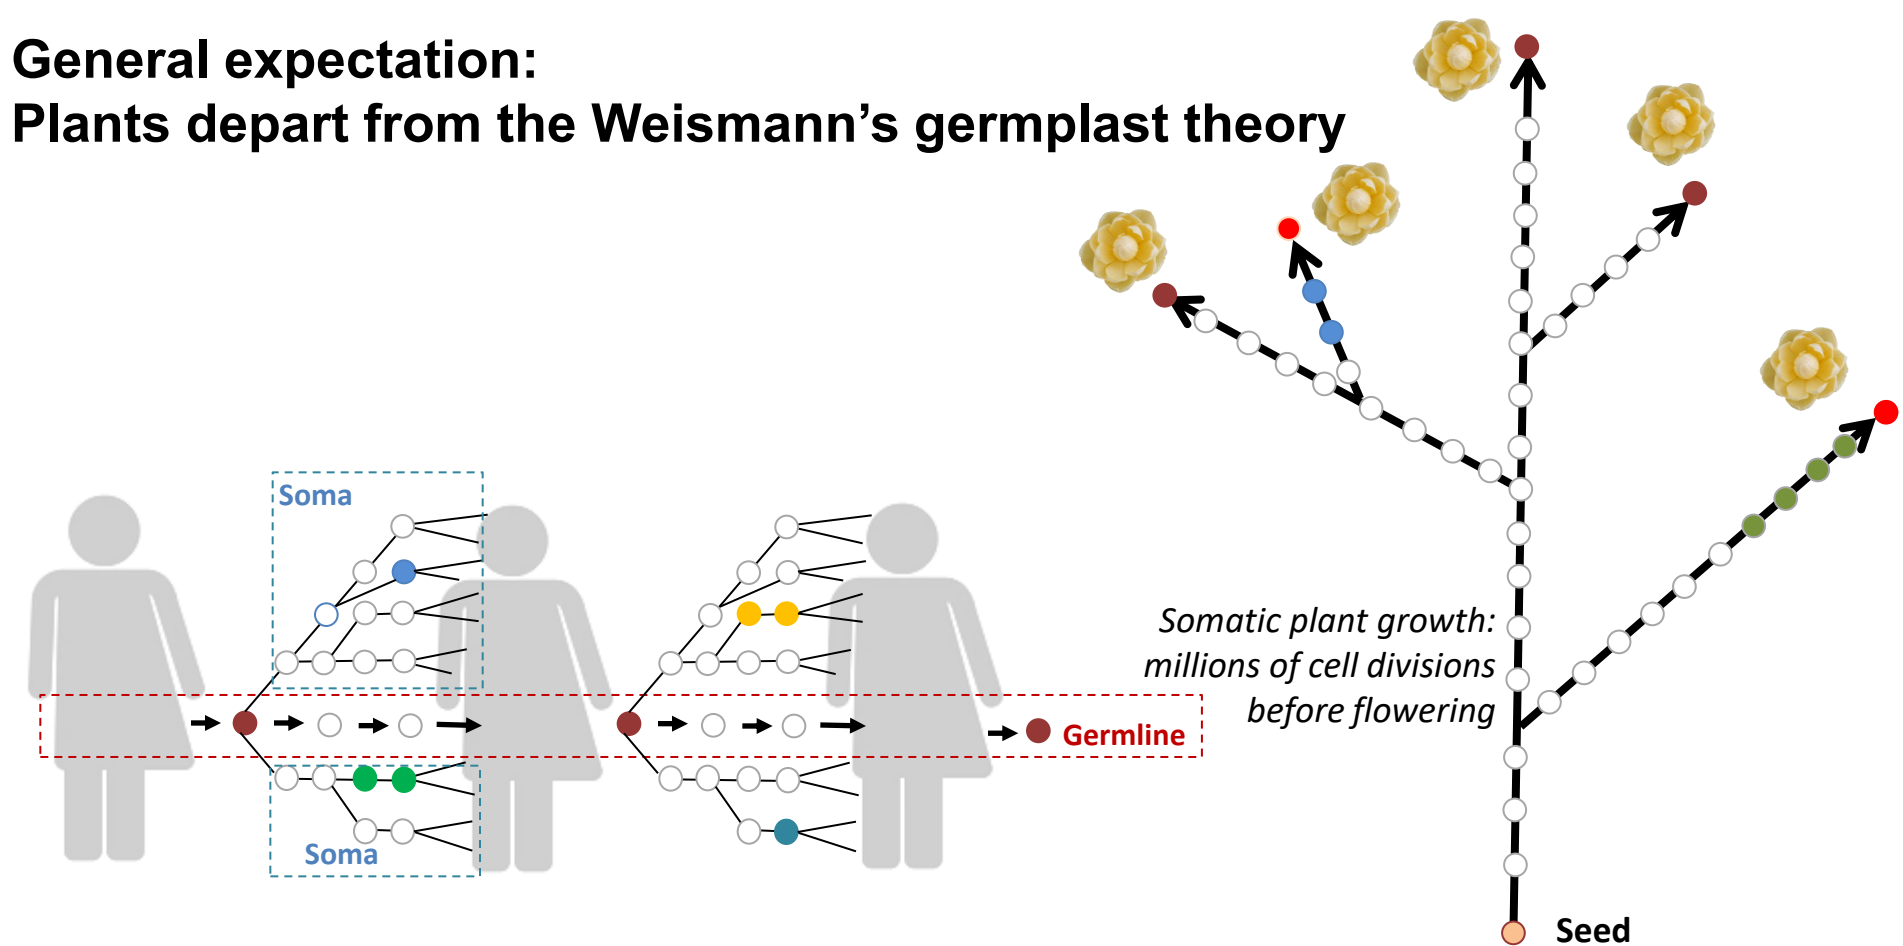 General expectation:
Plants depart from the Weismann's germplast theory
Soma
Somatic plant growth:
millions of cell divisions
before flowering
Germline
Soma
Seed